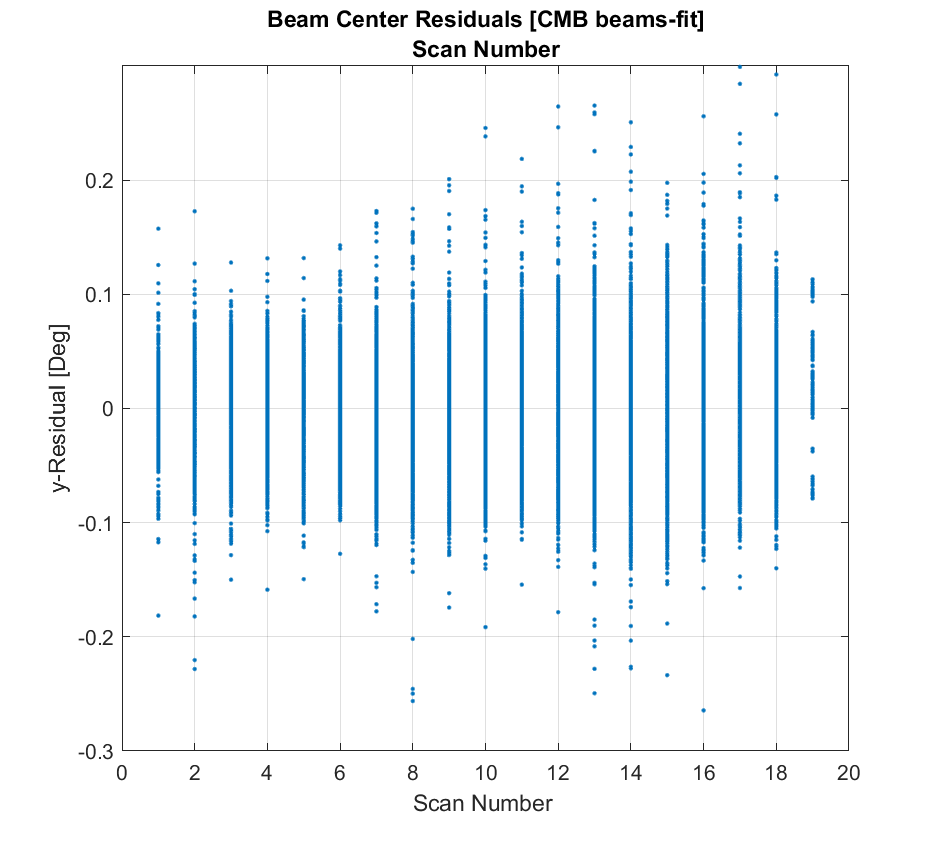 Beam Center Residuals [CMB beams-fit]
Scan Number
0.2
0.1
0
-0.1
-0.2
-0.3
y-Residual [Deg]
0 2 4 6 8 10 12 14 16 18 20
Scan Number